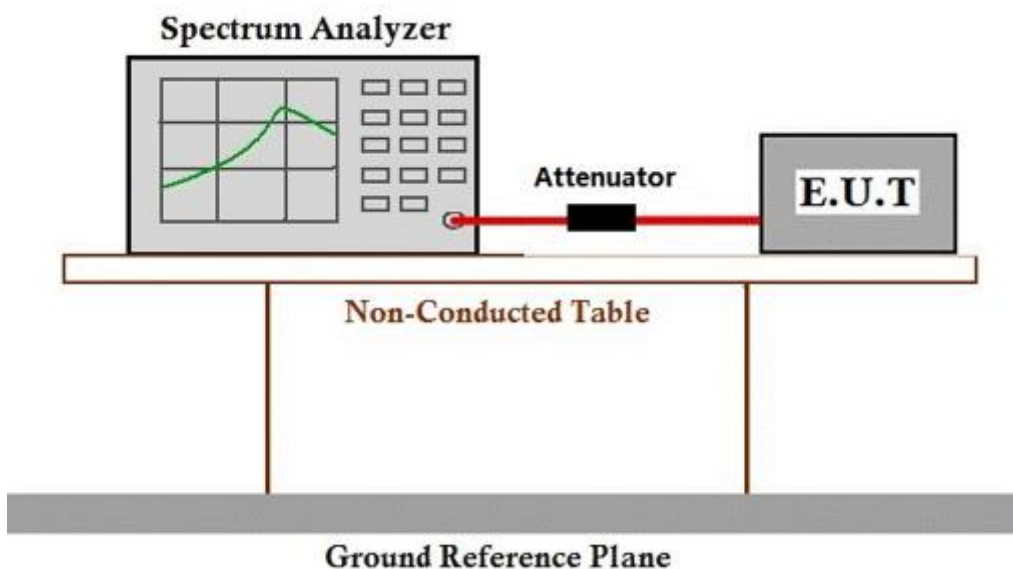 Spectrum Analyzer
Attenuator
E.U.T
Non-Conducted Table
Ground Reference Plane